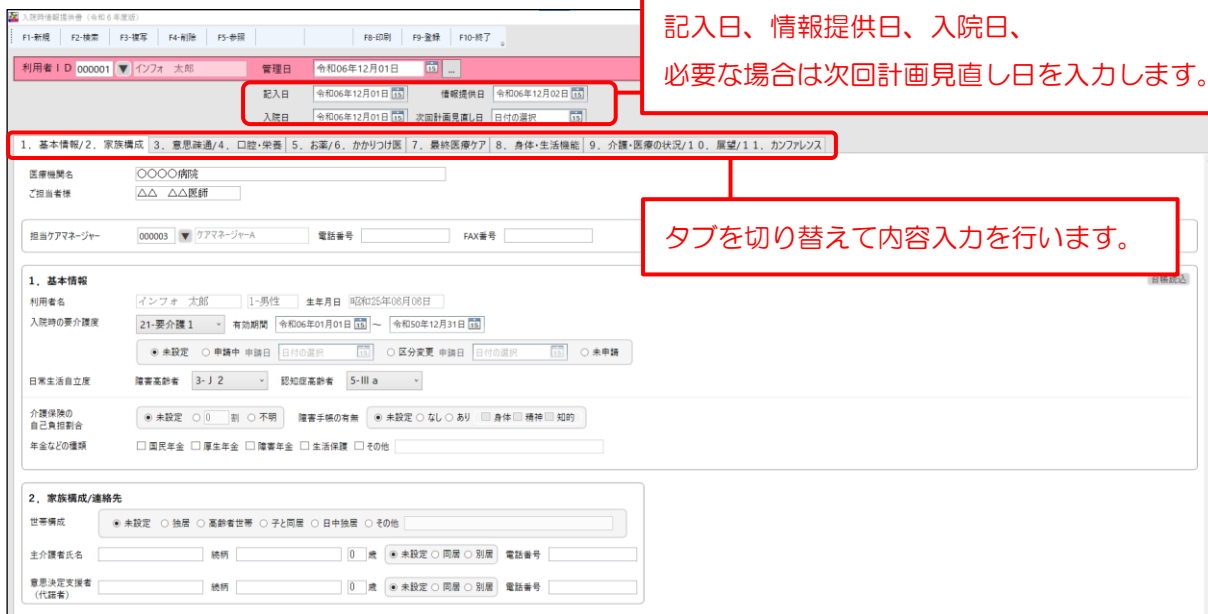 入院時情報提供書（令和６年度版）
F1-新規 F2-検索 F3-複写 F4-削除 F5-参照 F8-印刷 F9-登録 F10-終了
記入日、情報提供日、入院日、
必要な場合は次回計画見直し日を入力します。
利用者ＩＤ 000001 インフォ 太郎 管理日 令和06年12月01日 15 ...
記入日 令和06年12月01日 15 情報提供日 令和06年12月02日 15
入院日 令和06年12月01日 15 次回計画見直し日 日付の選択 15
1．基本情報/2．家族構成 3．意思疎通/4．口腔・栄養 5．お薬/6．かかりつけ医 7．最終医療ケア 8．身体・生活機能 9．介護・医療の状況/10．展望/11．カンファレンス
医療機関名 〇〇〇〇病院
ご担当者様 △△ △△医師
タブを切り替えて内容入力を行います。
担当ケアマネージャー 000003 ケアマネージャーA 電話番号 FAX番号
1．基本情報 台帳読込
利用者名 インフォ 太郎 1-男性 生年月日 昭和25年08月08日
入院時の要介護度 21-要介護１ 有効期間 令和06年01月01日 15 ～ 令和50年12月31日 15
未設定 申請中 申請日 日付の選択 15 区分変更 申請日 日付の選択 15 未申請
日常生活自立度 障害高齢者 3-Ｊ２ 認知症高齢者 5-Ⅲａ
介護保険の
自己負担割合 未設定 0 割 不明 障害手帳の有無 未設定 なし あり 身体 精神 知的
年金などの種類 国民年金 厚生年金 障害年金 生活保護 その他
2．家族構成/連絡先
世帯構成 未設定 独居 高齢者世帯 子と同居 日中独居 その他
主介護者氏名 続柄 0 歳 未設定 同居 別居 電話番号
意思決定支援者
（代諾者） 続柄 0 歳 未設定 同居 別居 電話番号